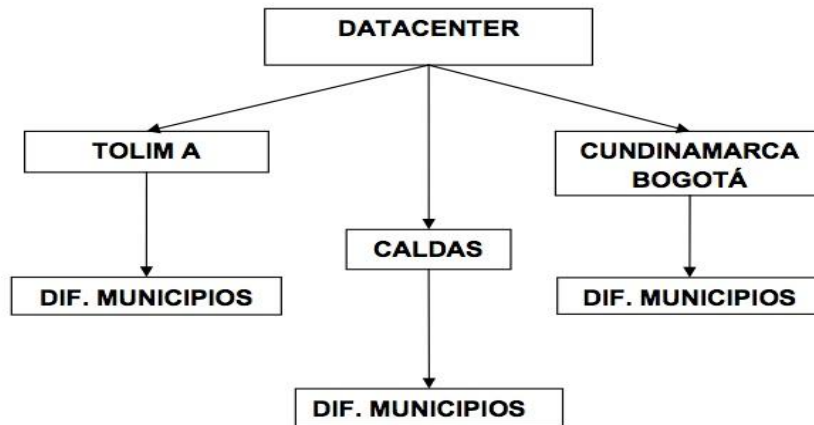 DATACENTER
TOLIM A
CUNDINAMARCA
BOGOTÁ
CALDAS
DIF. MUNICIPIOS
DIF. MUNICIPIOS
DIF. MUNICIPIOS